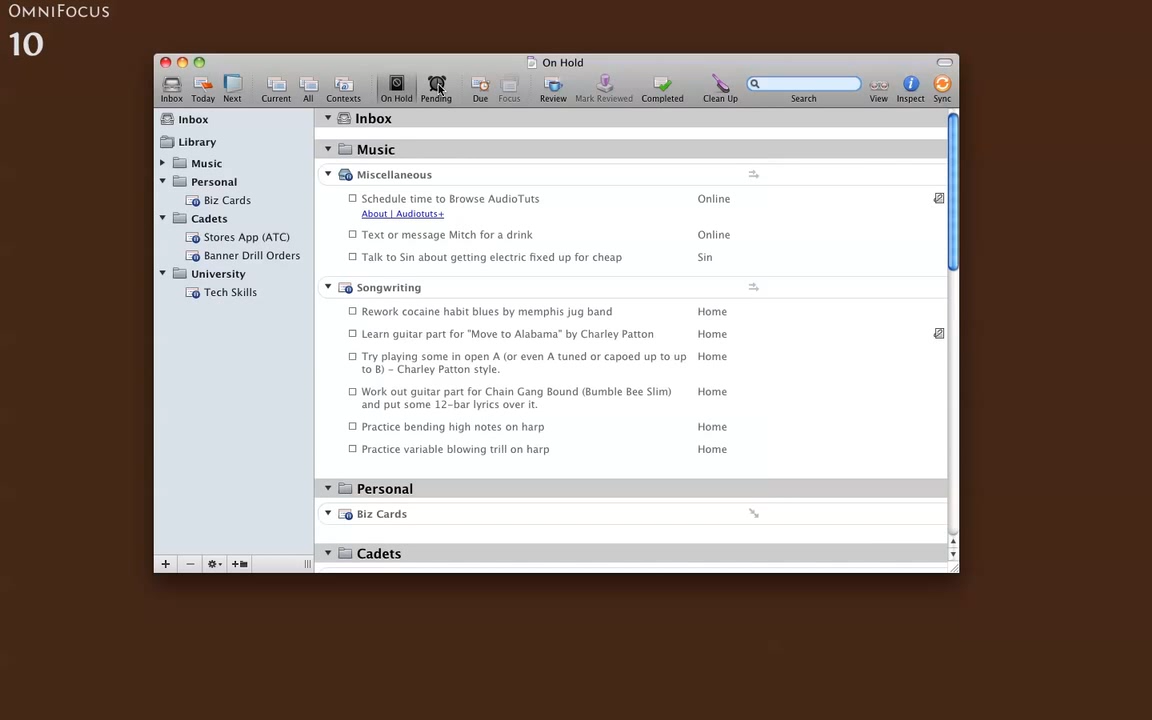 OmniFocus
10
On Hold
Inbox Today Next Current All Contexts On Hold Pending Due Focus Review Mark Reviewed Completed Clean Up Search View Inspect Sync
Inbox
Library
Music
Personal
Biz Cards
Cadets
Stores App (ATC)
Banner Drill Orders
University
Tech Skills
Inbox
Music
Miscellaneous
Schedule time to Browse AudioTuts Online
About | Audiotuts+
Text or message Mitch for a drink Online
Talk to Sin about getting electric fixed up for cheap Sin
Songwriting
Rework cocaine habit blues by memphis jug band Home
Learn guitar part for "Move to Alabama" by Charley Patton Home
Try playing some in open A (or even A tuned or capoed up to up Home
to B) - Charley Patton style.
Work out guitar part for Chain Gang Bound (Bumble Bee Slim) Home
and put some 12-bar lyrics over it.
Practice bending high notes on harp Home
Practice variable blowing trill on harp Home
Personal
Biz Cards
Cadets